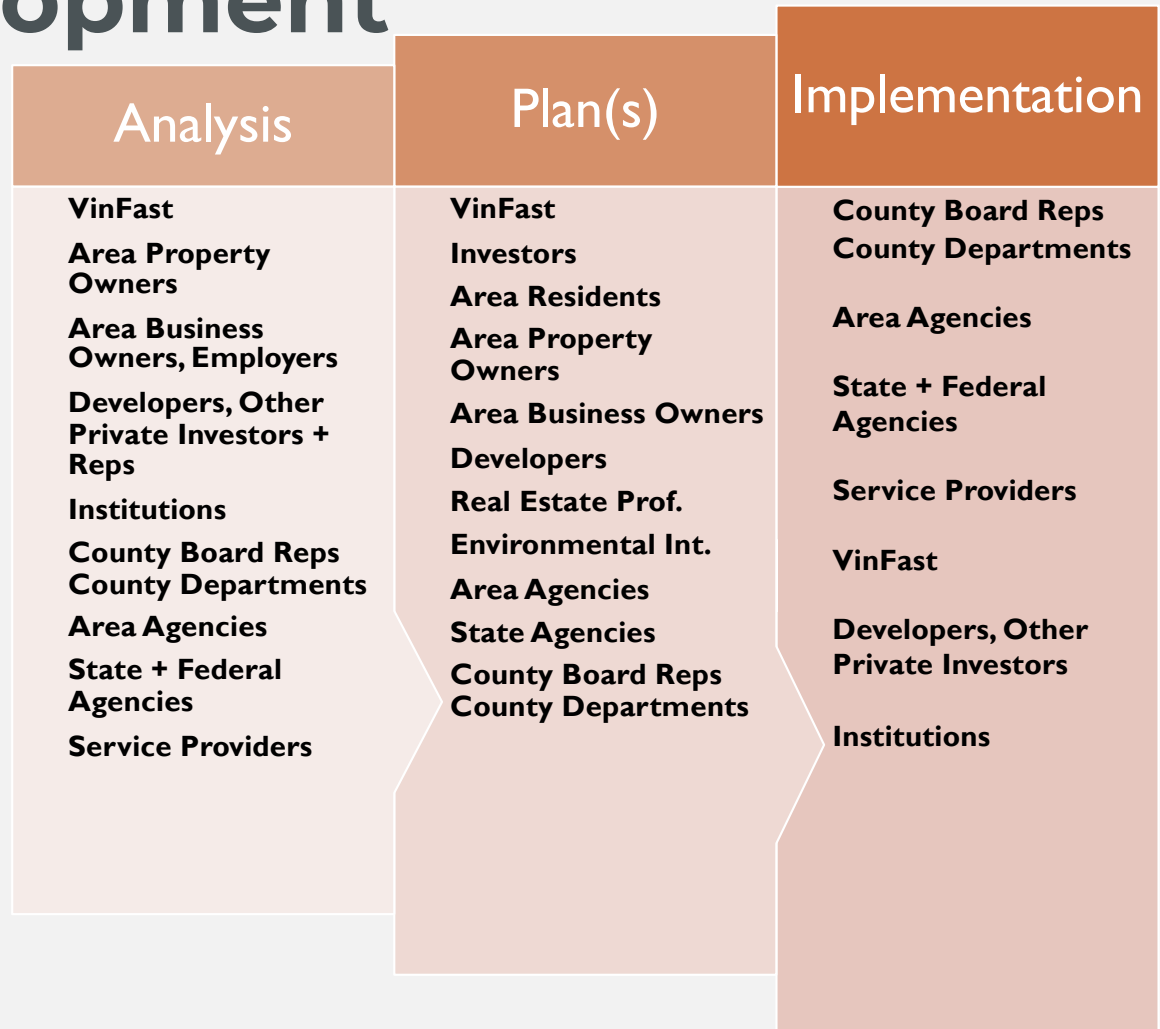 opment
Analysis
VinFast
Area Property
Owners
Area Business
Owners, Employers
Developers, Other
Private Investors +
Reps
Institutions
County Board Reps
County Departments
Area Agencies
State + Federal
Agencies
Service Providers
Plan(s)
VinFast
Investors
Area Residents
Area Property
Owners
Area Business Owners
Developers
Real Estate Prof.
Environmental Int.
Area Agencies
State Agencies
County Board Reps
County Departments
Implementation
County Board Reps
County Departments
Area Agencies
State + Federal
Agencies
Service Providers
VinFast
Developers, Other
Private Investors
Institutions